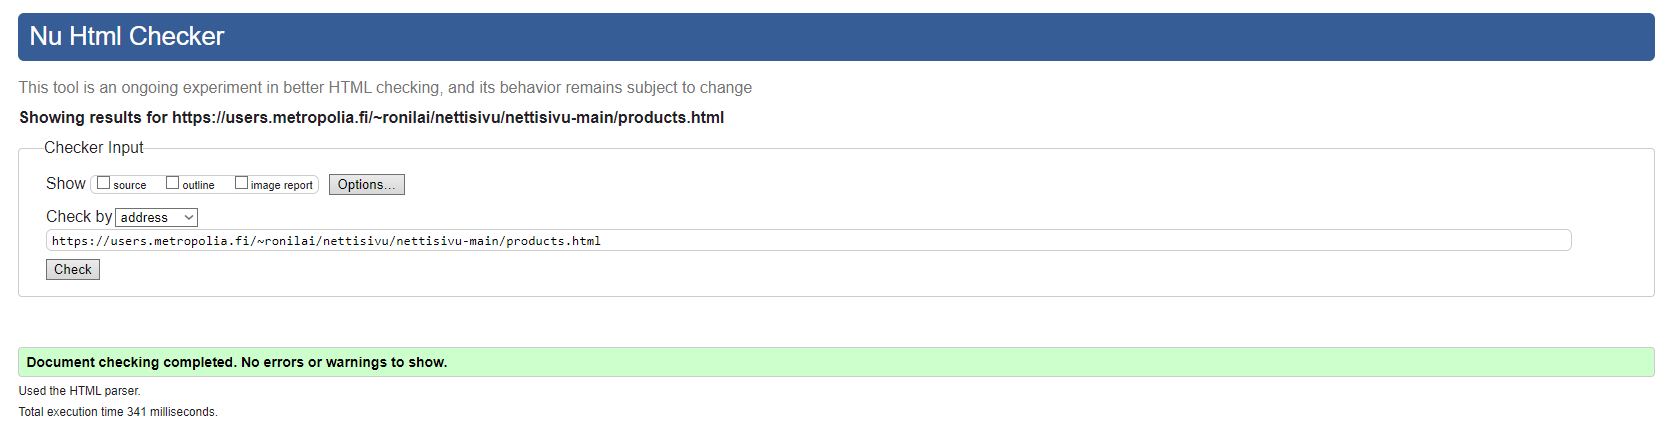 Nu Html Checker
This tool is an ongoing experiment in better HTML checking, and its behavior remains subject to change
Showing results for https://users.metropolia.fi/~ronilai/nettisivu/nettisivu-main/products.html
Checker Input
Show source outline image report Options...
Check by address
https://users.metropolia.fi/~ronilai/nettisivu/nettisivu-main/products.html
Check
Document checking completed. No errors or warnings to show.
Used the HTML parser.
Total execution time 341 milliseconds.